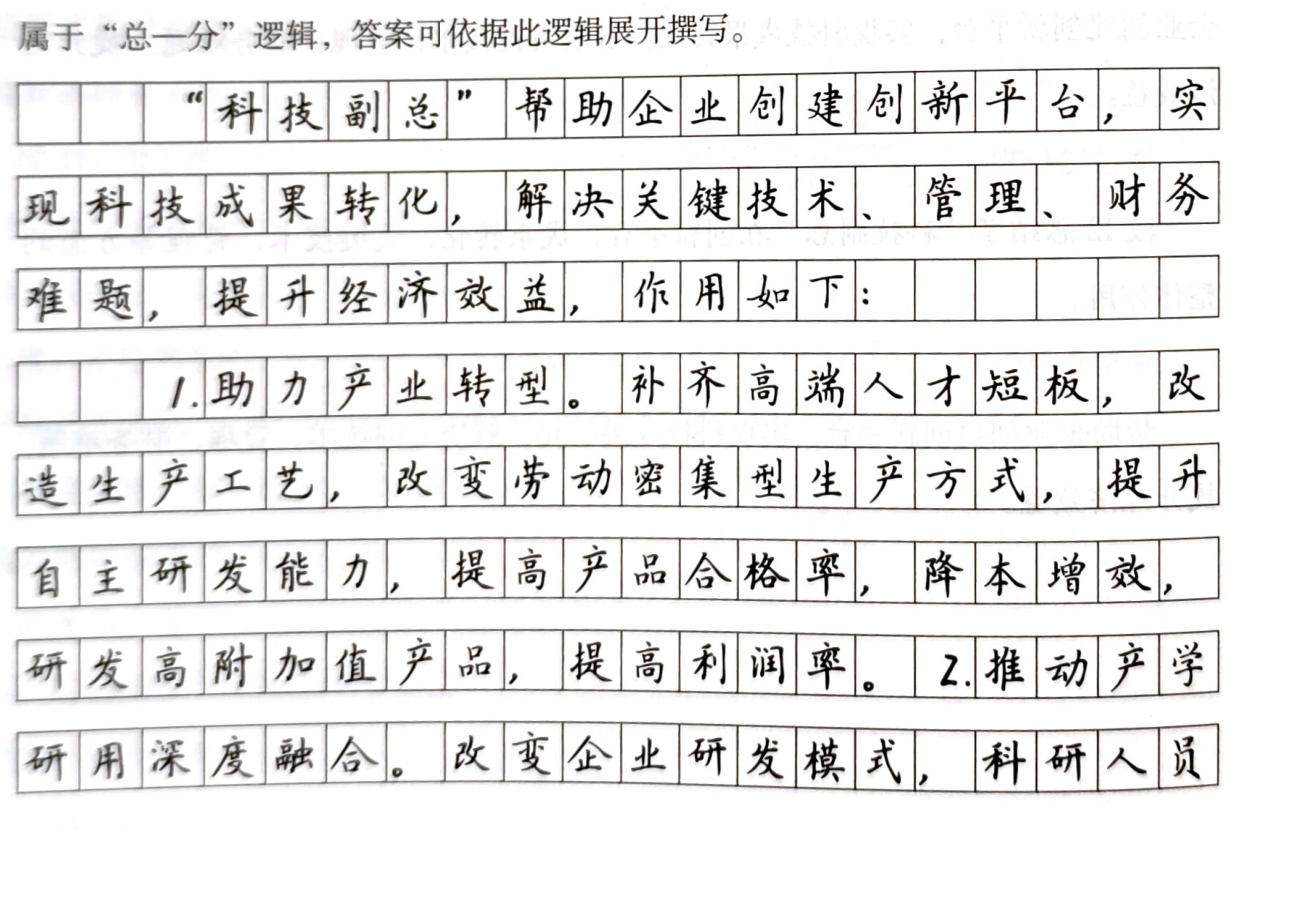 属于“总一分”逻辑，答案可依据此逻辑展开撰写。
“科技副总”帮助企业创建创新平台，实
现科技成果转化，解决关键技术、管理、财务
难题，提升经济效益，作用如下：
1.助力产业转型。补齐高端人才短板，改
造生产工艺，改变劳动密集型生产方式，提升
自主研发能力，提高产品合格率，降本增效，
研发高附加值产品，提高利润率。2.推动产学
研用深度融合。改变企业研发模式，科研人员